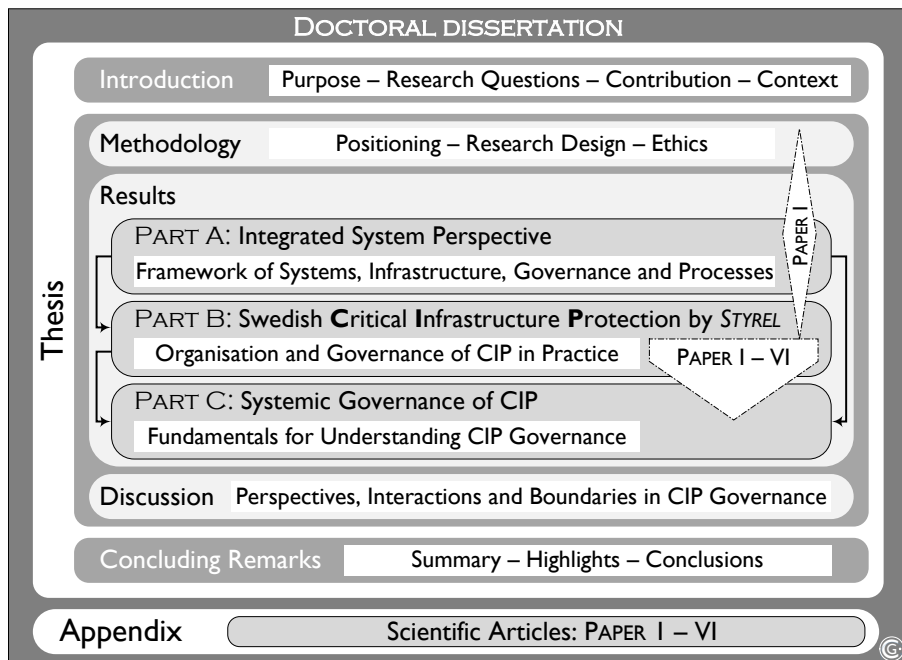 DOCTORAL DISSERTATION
Thesis
Introduction
Purpose – Research Questions – Contribution – Context
Methodology
Positioning – Research Design – Ethics
Results
PAPER I
PART A: Integrated System Perspective
Framework of Systems, Infrastructure, Governance and Processes
PART B: Swedish Critical Infrastructure Protection by STYREL
Organisation and Governance of CIP in Practice
PAPER I – VI
PART C: Systemic Governance of CIP
Fundamentals for Understanding CIP Governance
Discussion
Perspectives, Interactions and Boundaries in CIP Governance
Concluding Remarks
Summary – Highlights – Conclusions
Appendix
Scientific Articles: PAPER I – VI